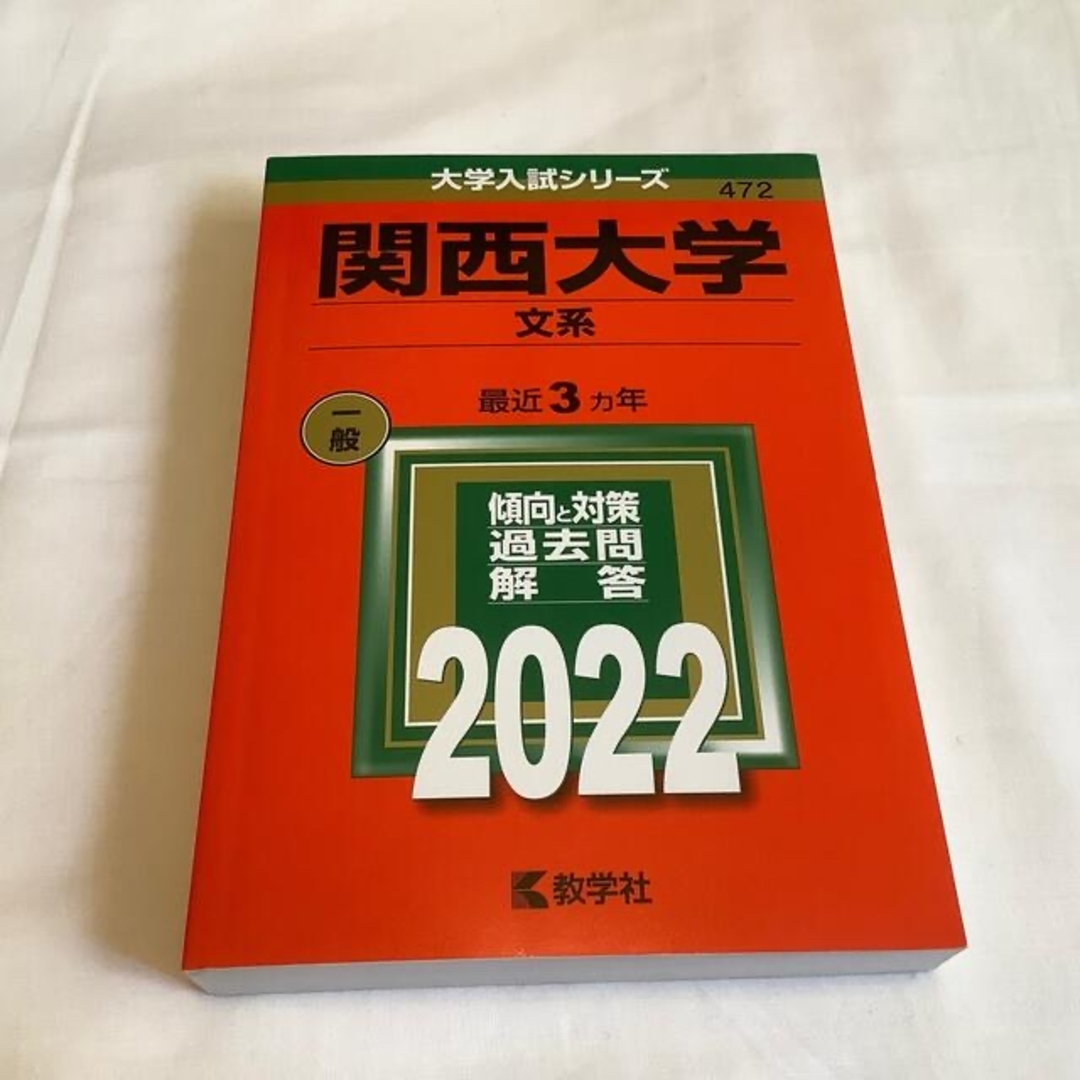 大学入試シリーズ
472
関西大学
文系
最近3カ年
一般
傾向と対策
過去問
解答
2022
教学社